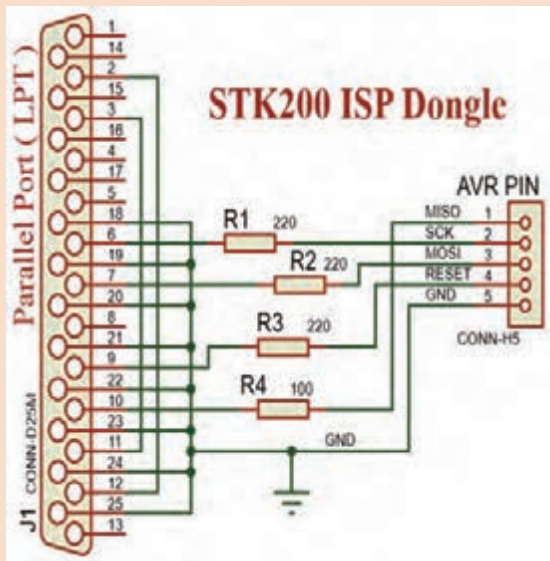 STK200 ISP Dongle
Parallel Port ( LPT )
J1 CONN-D25M
1
14
2
15
3
16
4
17
5
18
6
19
7
20
8
21
9
22
10
23
11
24
12
25
13
R1 220
R2 220
R3 220
R4 100
GND
AVR PIN
MISO 1
SCK 2
MOSI 3
RESET 4
GND 5
CONN-H5